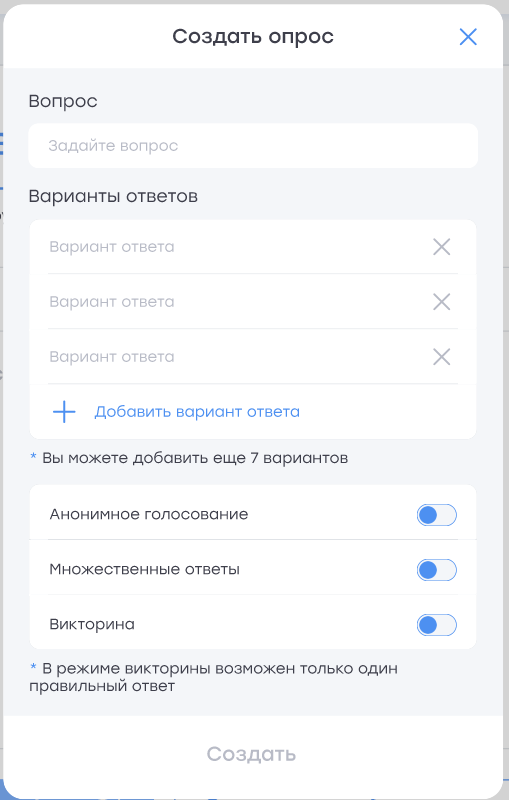 Создать опрос
Вопрос
Задайте вопрос
Варианты ответов
Вариант ответа
Вариант ответа
Вариант ответа
Добавить вариант ответа
* Вы можете добавить еще 7 вариантов
Анонимное голосование
Множественные ответы
Викторина
* В режиме викторины возможен только один
правильный ответ
Создать